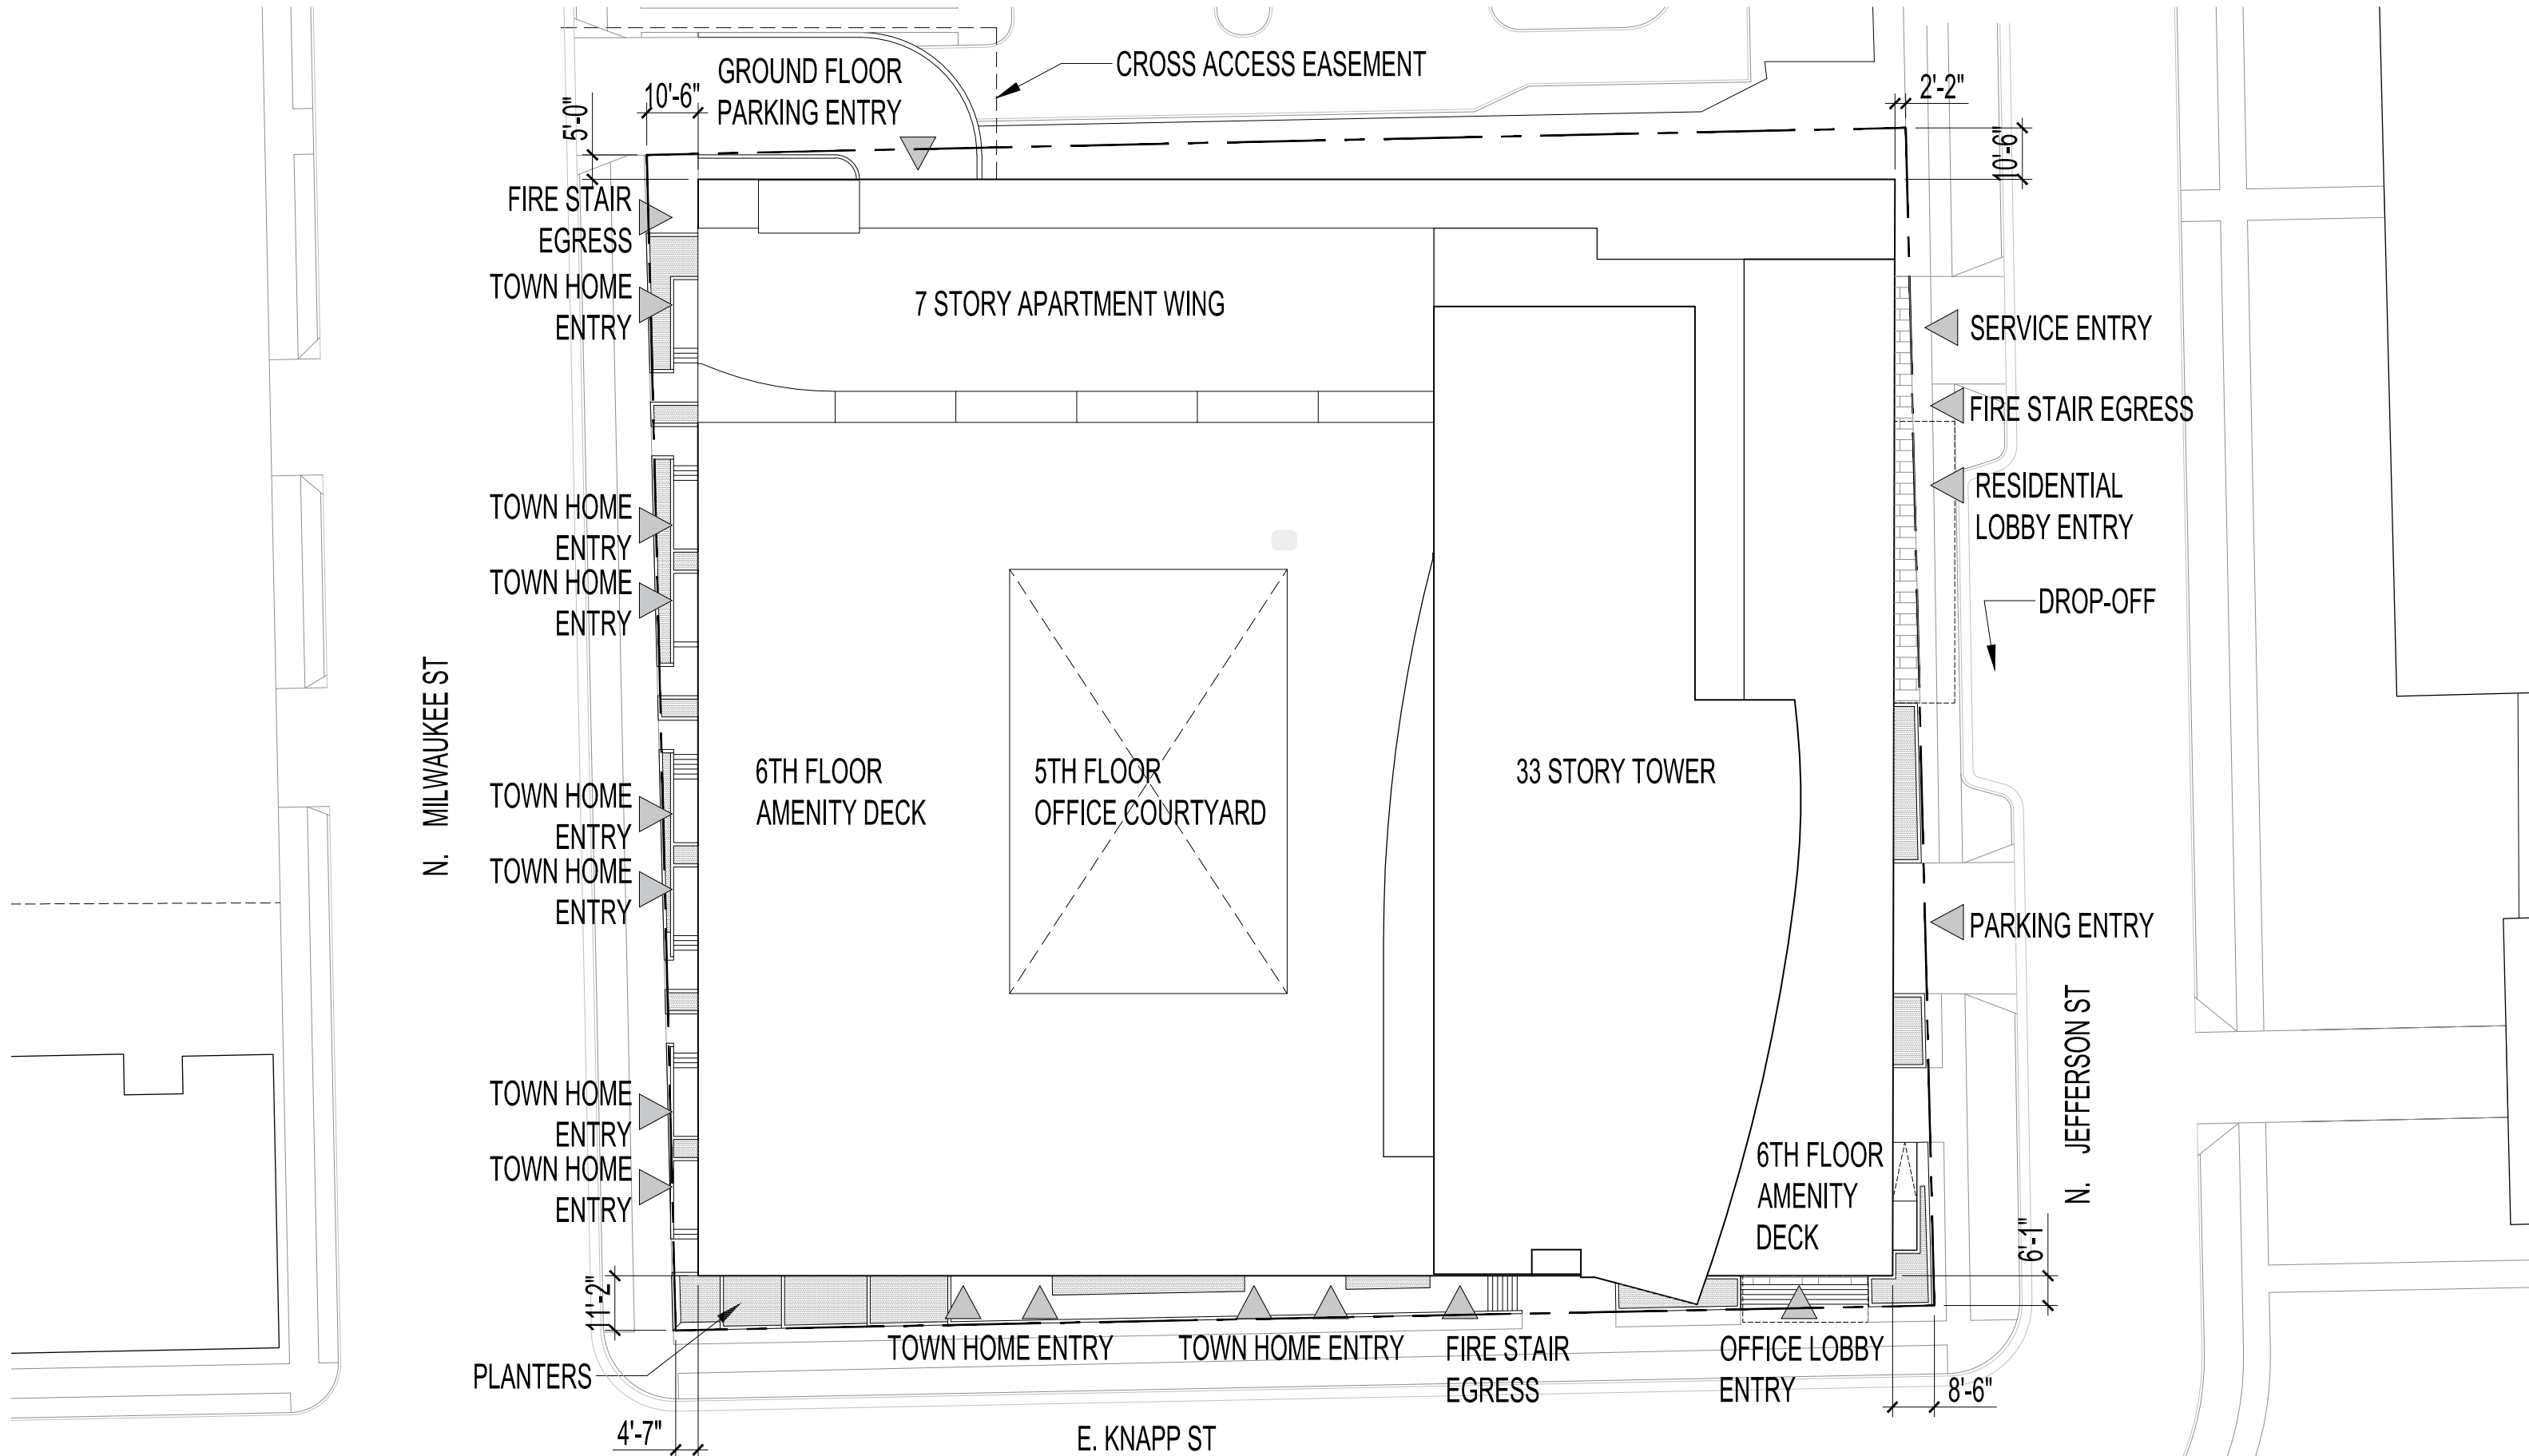 CROSS ACCESS EASEMENT
GROUND FLOOR
PARKING ENTRY
10'-6"
5'-0"
2'-2"
10'-6"
FIRE STAIR
EGRESS
TOWN HOME
ENTRY
7 STORY APARTMENT WING
SERVICE ENTRY
FIRE STAIR EGRESS
RESIDENTIAL
LOBBY ENTRY
TOWN HOME
ENTRY
TOWN HOME
ENTRY
DROP-OFF
N. MILWAUKEE ST
6TH FLOOR
AMENITY DECK
5TH FLOOR
OFFICE COURTYARD
33 STORY TOWER
TOWN HOME
ENTRY
TOWN HOME
ENTRY
PARKING ENTRY
N. JEFFERSON ST
TOWN HOME
ENTRY
TOWN HOME
ENTRY
6TH FLOOR
AMENITY
DECK
6'-1"
11'-2"
TOWN HOME ENTRY
TOWN HOME ENTRY
FIRE STAIR
EGRESS
OFFICE LOBBY
ENTRY
PLANTERS
8'-6"
4'-7"
E. KNAPP ST